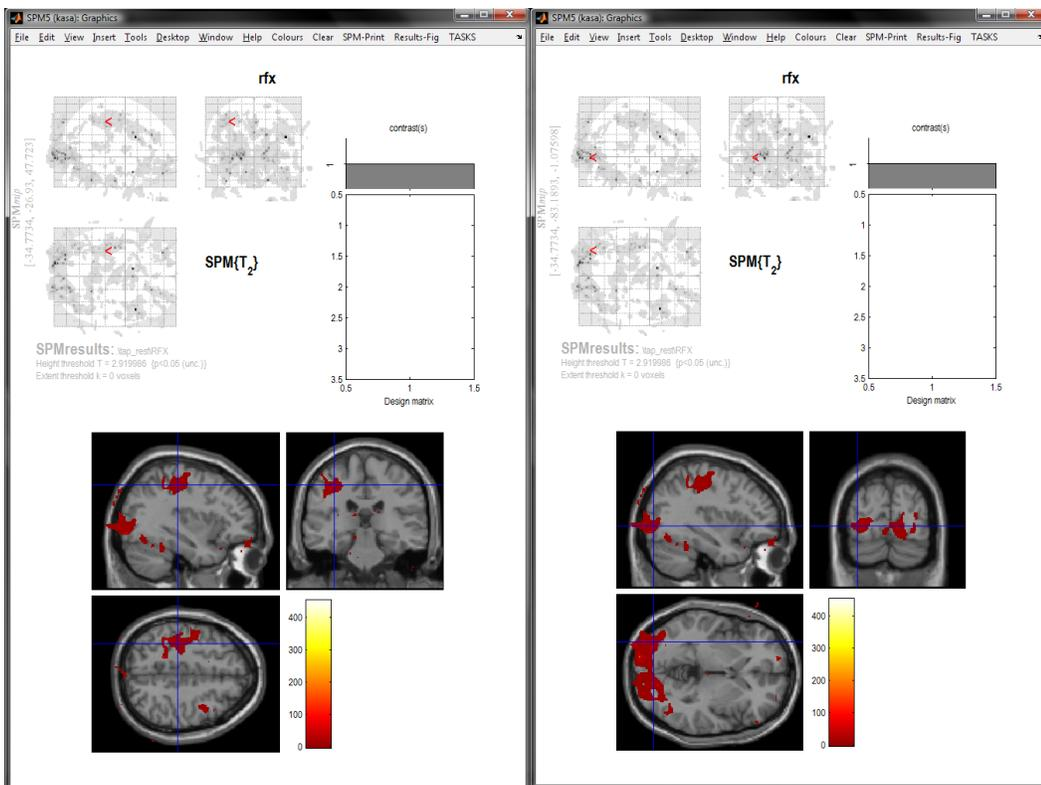 SPM5 (kasa): Graphics
File Edit View Insert Tools Desktop Window Help Colours Clear SPM-Print Results-Fig TASKS
rfx
contrast(s)
1
SPMmip
[-34.7734, -26.93, 47.723]
SPM{T2}
0.5
1
1.5
2
2.5
3
3.5
0.5 1 1.5
Design matrix
SPMresults: \tap_rest\RFX
Height threshold T = 2.919986 {p<0.05 (unc.)}
Extent threshold k = 0 voxels
400
300
200
100
0
SPM5 (kasa): Graphics
File Edit View Insert Tools Desktop Window Help Colours Clear SPM-Print Results-Fig TASKS
rfx
contrast(s)
1
SPMmip
[-34.7734, -83.1893, -1.07598]
SPM{T2}
0.5
1
1.5
2
2.5
3
3.5
0.5 1 1.5
Design matrix
SPMresults: \tap_rest\RFX
Height threshold T = 2.919986 {p<0.05 (unc.)}
Extent threshold k = 0 voxels
400
300
200
100
0